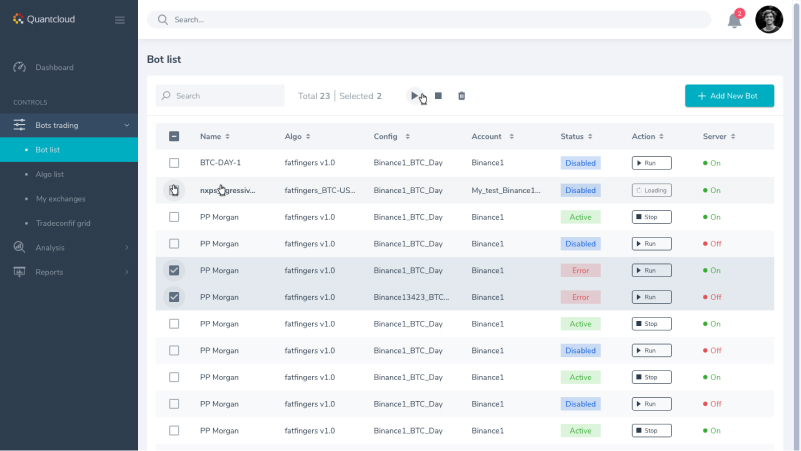 Quantcloud
Search...
2
Dashboard
CONTROLS
Bots trading
Bot list
Algo list
My exchanges
Tradeconfif grid
Analysis
Reports
Bot list
Search Total 23 | Selected 2 + Add New Bot
Name Algo Config Account Status Action Server
BTC-DAY-1 fatfingers v1.0 Binance1_BTC_Day Binance1 Disabled Run On
fatfingers_BTC-US... Binance1_BTC_Day My_test_Binance1... Disabled Loading On
PP Morgan fatfingers v1.0 Binance1_BTC_Day Binance1 Active Stop On
PP Morgan fatfingers v1.0 Binance1_BTC_Day Binance1 Disabled Run Off
PP Morgan fatfingers v1.0 Binance1_BTC_Day Binance1 Error Run On
PP Morgan fatfingers v1.0 Binance13423_BTC... Binance1 Error Run Off
PP Morgan fatfingers v1.0 Binance1_BTC_Day Binance1 Active Stop On
PP Morgan fatfingers v1.0 Binance1_BTC_Day Binance1 Disabled Run Off
PP Morgan fatfingers v1.0 Binance1_BTC_Day Binance1 Active Stop On
PP Morgan fatfingers v1.0 Binance1_BTC_Day Binance1 Disabled Run Off
PP Morgan fatfingers v1.0 Binance1_BTC_Day Binance1 Active Stop On